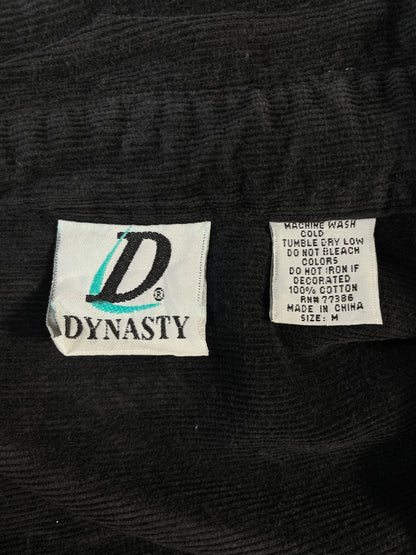 D®
DYNASTY
MACHINE WASH
COLD
TUMBLE DRY LOW
DO NOT BLEACH
COLORS
DO NOT IRON IF
DECORATED
100% COTTON
RN# 77386
MADE IN CHINA
SIZE: M